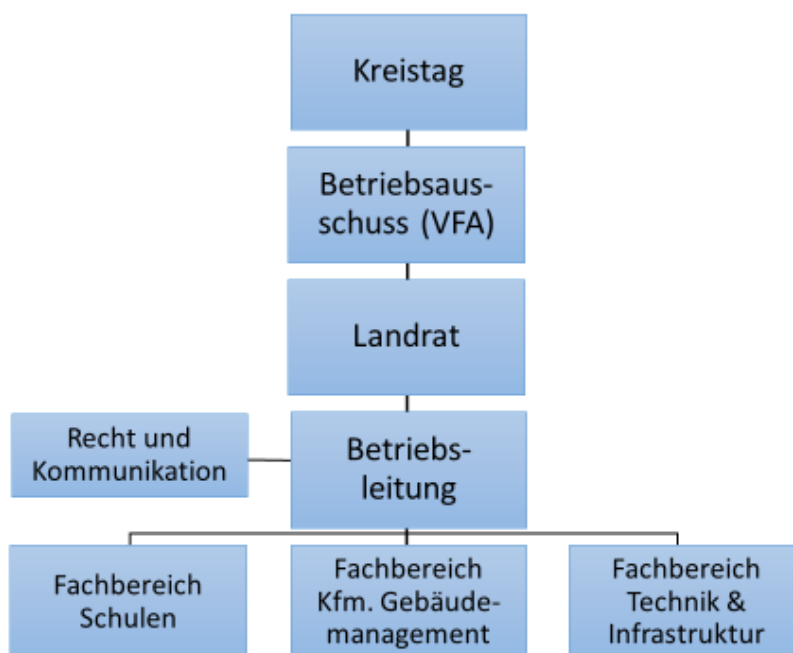 Kreistag
Betriebsaus-
schuss (VFA)
Landrat
Recht und
Kommunikation
Betriebs-
leitung
Fachbereich
Schulen
Fachbereich
Kfm. Gebäude-
management
Fachbereich
Technik &
Infrastruktur